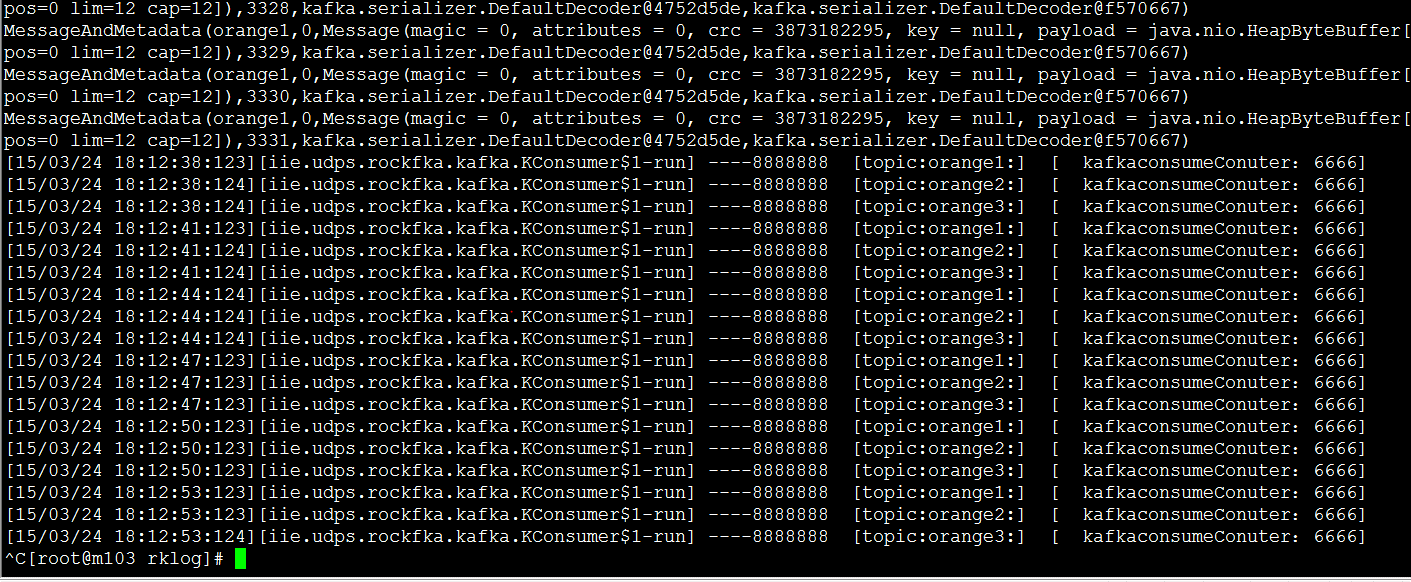 pos=0 lim=12 cap=12]),3328,kafka.serializer.DefaultDecoder@4752d5de,kafka.serializer.DefaultDecoder@f570667)
MessageAndMetadata(orange1,0,Message(magic = 0, attributes = 0, crc = 3873182295, key = null, payload = java.nio.HeapByteBuffer[
pos=0 lim=12 cap=12]),3329,kafka.serializer.DefaultDecoder@4752d5de,kafka.serializer.DefaultDecoder@f570667)
MessageAndMetadata(orange1,0,Message(magic = 0, attributes = 0, crc = 3873182295, key = null, payload = java.nio.HeapByteBuffer[
pos=0 lim=12 cap=12]),3330,kafka.serializer.DefaultDecoder@4752d5de,kafka.serializer.DefaultDecoder@f570667)
MessageAndMetadata(orange1,0,Message(magic = 0, attributes = 0, crc = 3873182295, key = null, payload = java.nio.HeapByteBuffer[
pos=0 lim=12 cap=12]),3331,kafka.serializer.DefaultDecoder@4752d5de,kafka.serializer.DefaultDecoder@f570667)
[15/03/24 18:12:38:123][iie.udps.rockfka.kafka.KConsumer$1-run] ----8888888  [topic:orange1:]  [  kafkaconsumeConuter：6666]
[15/03/24 18:12:38:124][iie.udps.rockfka.kafka.KConsumer$1-run] ----8888888  [topic:orange2:]  [  kafkaconsumeConuter：6666]
[15/03/24 18:12:38:124][iie.udps.rockfka.kafka.KConsumer$1-run] ----8888888  [topic:orange3:]  [  kafkaconsumeConuter：6666]
[15/03/24 18:12:41:123][iie.udps.rockfka.kafka.KConsumer$1-run] ----8888888  [topic:orange1:]  [  kafkaconsumeConuter：6666]
[15/03/24 18:12:41:124][iie.udps.rockfka.kafka.KConsumer$1-run] ----8888888  [topic:orange2:]  [  kafkaconsumeConuter：6666]
[15/03/24 18:12:41:124][iie.udps.rockfka.kafka.KConsumer$1-run] ----8888888  [topic:orange3:]  [  kafkaconsumeConuter：6666]
[15/03/24 18:12:44:124][iie.udps.rockfka.kafka.KConsumer$1-run] ----8888888  [topic:orange1:]  [  kafkaconsumeConuter：6666]
[15/03/24 18:12:44:124][iie.udps.rockfka.kafka.KConsumer$1-run] ----8888888  [topic:orange2:]  [  kafkaconsumeConuter：6666]
[15/03/24 18:12:44:124][iie.udps.rockfka.kafka.KConsumer$1-run] ----8888888  [topic:orange3:]  [  kafkaconsumeConuter：6666]
[15/03/24 18:12:47:123][iie.udps.rockfka.kafka.KConsumer$1-run] ----8888888  [topic:orange1:]  [  kafkaconsumeConuter：6666]
[15/03/24 18:12:47:123][iie.udps.rockfka.kafka.KConsumer$1-run] ----8888888  [topic:orange2:]  [  kafkaconsumeConuter：6666]
[15/03/24 18:12:47:123][iie.udps.rockfka.kafka.KConsumer$1-run] ----8888888  [topic:orange3:]  [  kafkaconsumeConuter：6666]
[15/03/24 18:12:50:123][iie.udps.rockfka.kafka.KConsumer$1-run] ----8888888  [topic:orange1:]  [  kafkaconsumeConuter：6666]
[15/03/24 18:12:50:123][iie.udps.rockfka.kafka.KConsumer$1-run] ----8888888  [topic:orange2:]  [  kafkaconsumeConuter：6666]
[15/03/24 18:12:50:123][iie.udps.rockfka.kafka.KConsumer$1-run] ----8888888  [topic:orange3:]  [  kafkaconsumeConuter：6666]
[15/03/24 18:12:53:123][iie.udps.rockfka.kafka.KConsumer$1-run] ----8888888  [topic:orange1:]  [  kafkaconsumeConuter：6666]
[15/03/24 18:12:53:123][iie.udps.rockfka.kafka.KConsumer$1-run] ----8888888  [topic:orange2:]  [  kafkaconsumeConuter：6666]
[15/03/24 18:12:53:124][iie.udps.rockfka.kafka.KConsumer$1-run] ----8888888  [topic:orange3:]  [  kafkaconsumeConuter：6666]
^C[root@m103 rklog]#